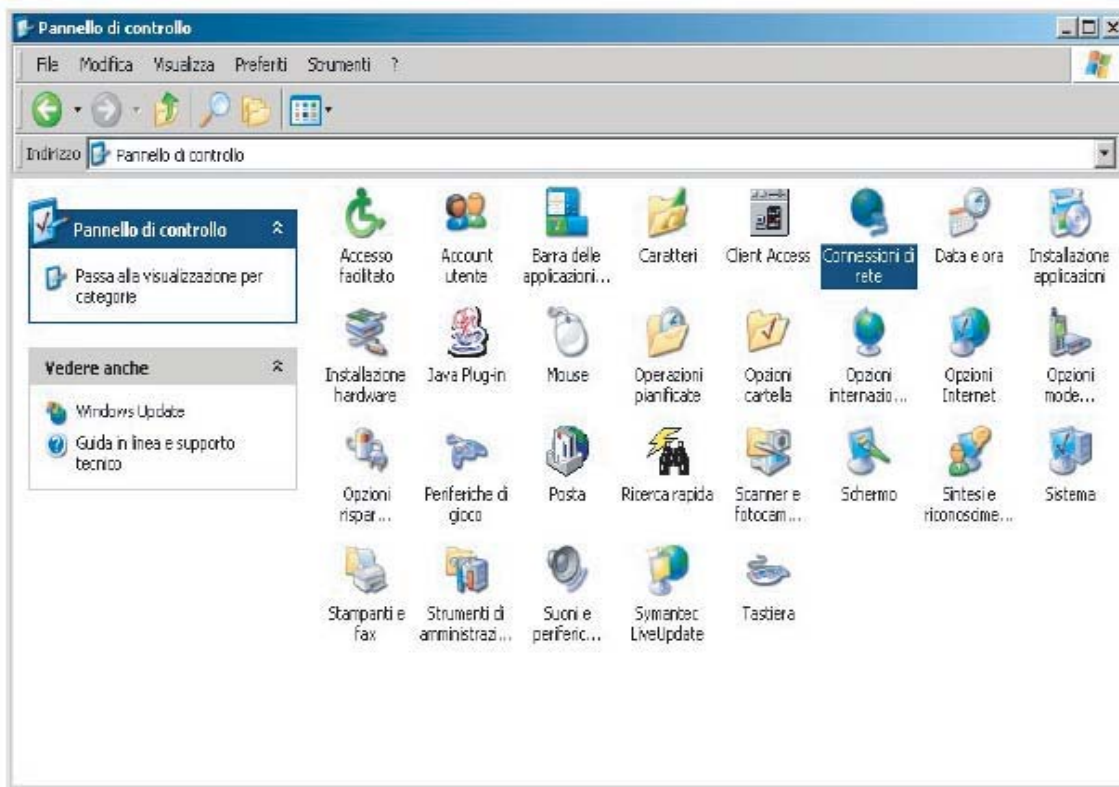 Pannello di controllo
File Modifica Visualizza Preferiti Strumenti ?
Indirizzo Pannello di controllo
Pannello di controllo
Passa alla visualizzazione per
categorie
Vedere anche
Windows Update
Guida in linea e supporto
tecnico
Accesso
facilitato
Account
utente
Barra delle
applicazioni...
Caratteri
Client Access
Connessioni di
rete
Data e ora
Installazione
applicazioni
Installazione
hardware
Java Plug-in
Mouse
Operazioni
pianificate
Opzioni
cartella
Opzioni
internazio...
Opzioni
Internet
Opzioni
mode...
Opzioni
rispar...
Periferiche di
gioco
Posta
Ricerca rapida
Scanner e
fotocam...
Schermo
Sintesi e
riconoscime...
Sistema
Stampanti e
fax
Strumenti di
amministrazi...
Suoni e
periferic...
Symantec
LiveUpdate
Tastiera